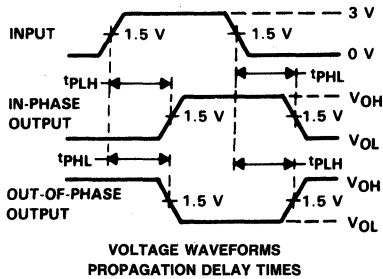 3 V
INPUT
1.5 V
1.5 V
0 V
tPLH
tPHL
IN-PHASE
OUTPUT
1.5 V
1.5 V
VOH
VOL
tPHL
tPLH
OUT-OF-PHASE
OUTPUT
1.5 V
1.5 V
VOH
VOL
VOLTAGE WAVEFORMS
PROPAGATION DELAY TIMES